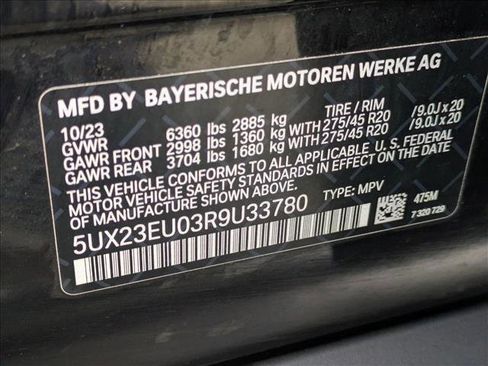 MFD BY BAYERISCHE MOTOREN WERKE AG
10/23 6360 lbs 2885 kg TIRE / RIM
GVWR
GAWR FRONT 2998 lbs 1360 kg WITH 275/45 R20 /9.0J x 20
GAWR REAR 3704 lbs 1680 kg WITH 275/45 R20 /9.0J x 20
THIS VEHICLE CONFORMS TO ALL APPLICABLE U. S. FEDERAL
MOTOR VEHICLE SAFETY STANDARDS IN EFFECT ON THE DATE OF
MANUFACTURE SHOWN ABOVE.
5UX23EU03R9U33780 TYPE: MPV 475M
7 320 729